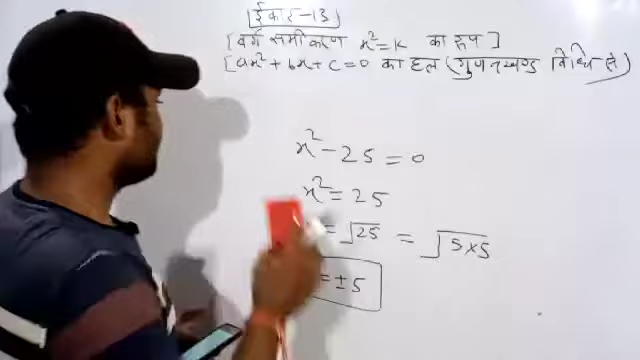 [इकाई-13]
[वर्ग समीकरण x²=K का रूप]
[ax²+bx+c=0 का हल (गुणनखण्ड विधि से)
x²-25=0
x²=25
=√25 = √5×5
=±5